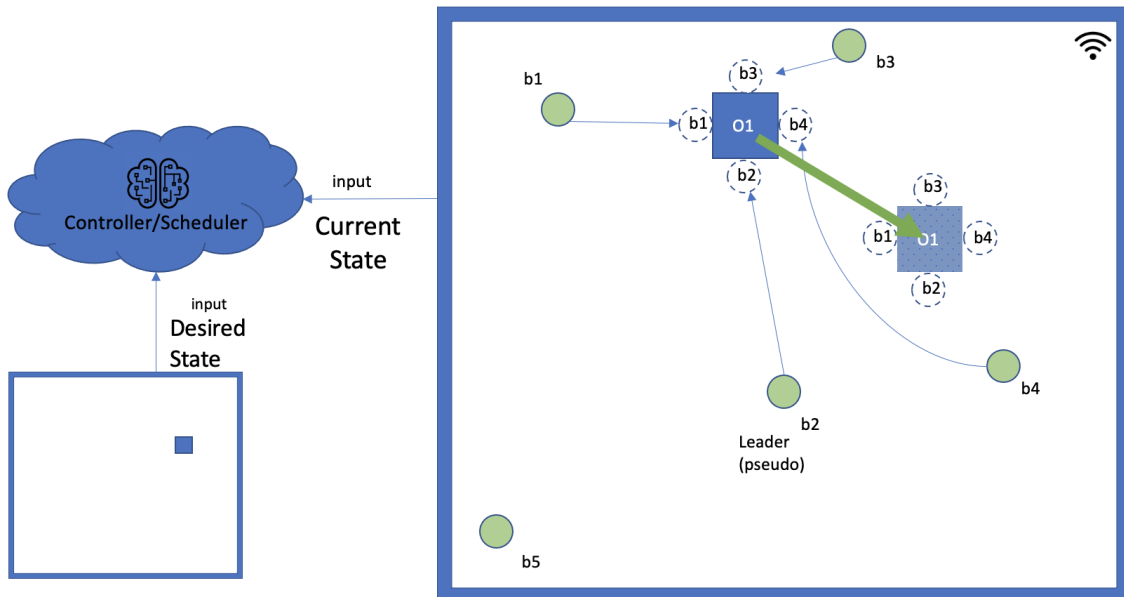 b1
b3
b3
b1
O1
b4
b2
input
Controller/Scheduler
Current
State
b3
b1
O1
b4
b2
input
Desired
State
b4
b2
Leader
(pseudo)
b5